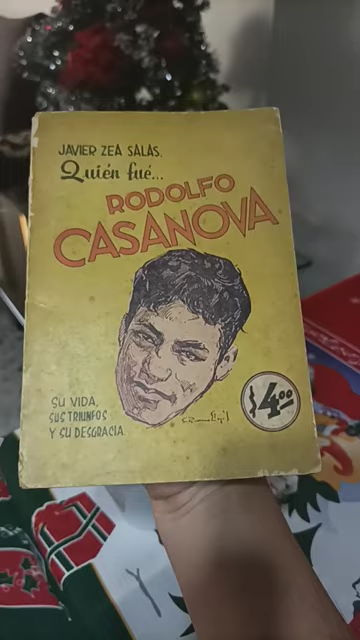 JAVIER ZEA SALAS.
Quién fué...
RODOLFO
CASANOVA
SU VIDA,
SUS TRIUNFOS
Y SU DESGRACIA.
$4.00